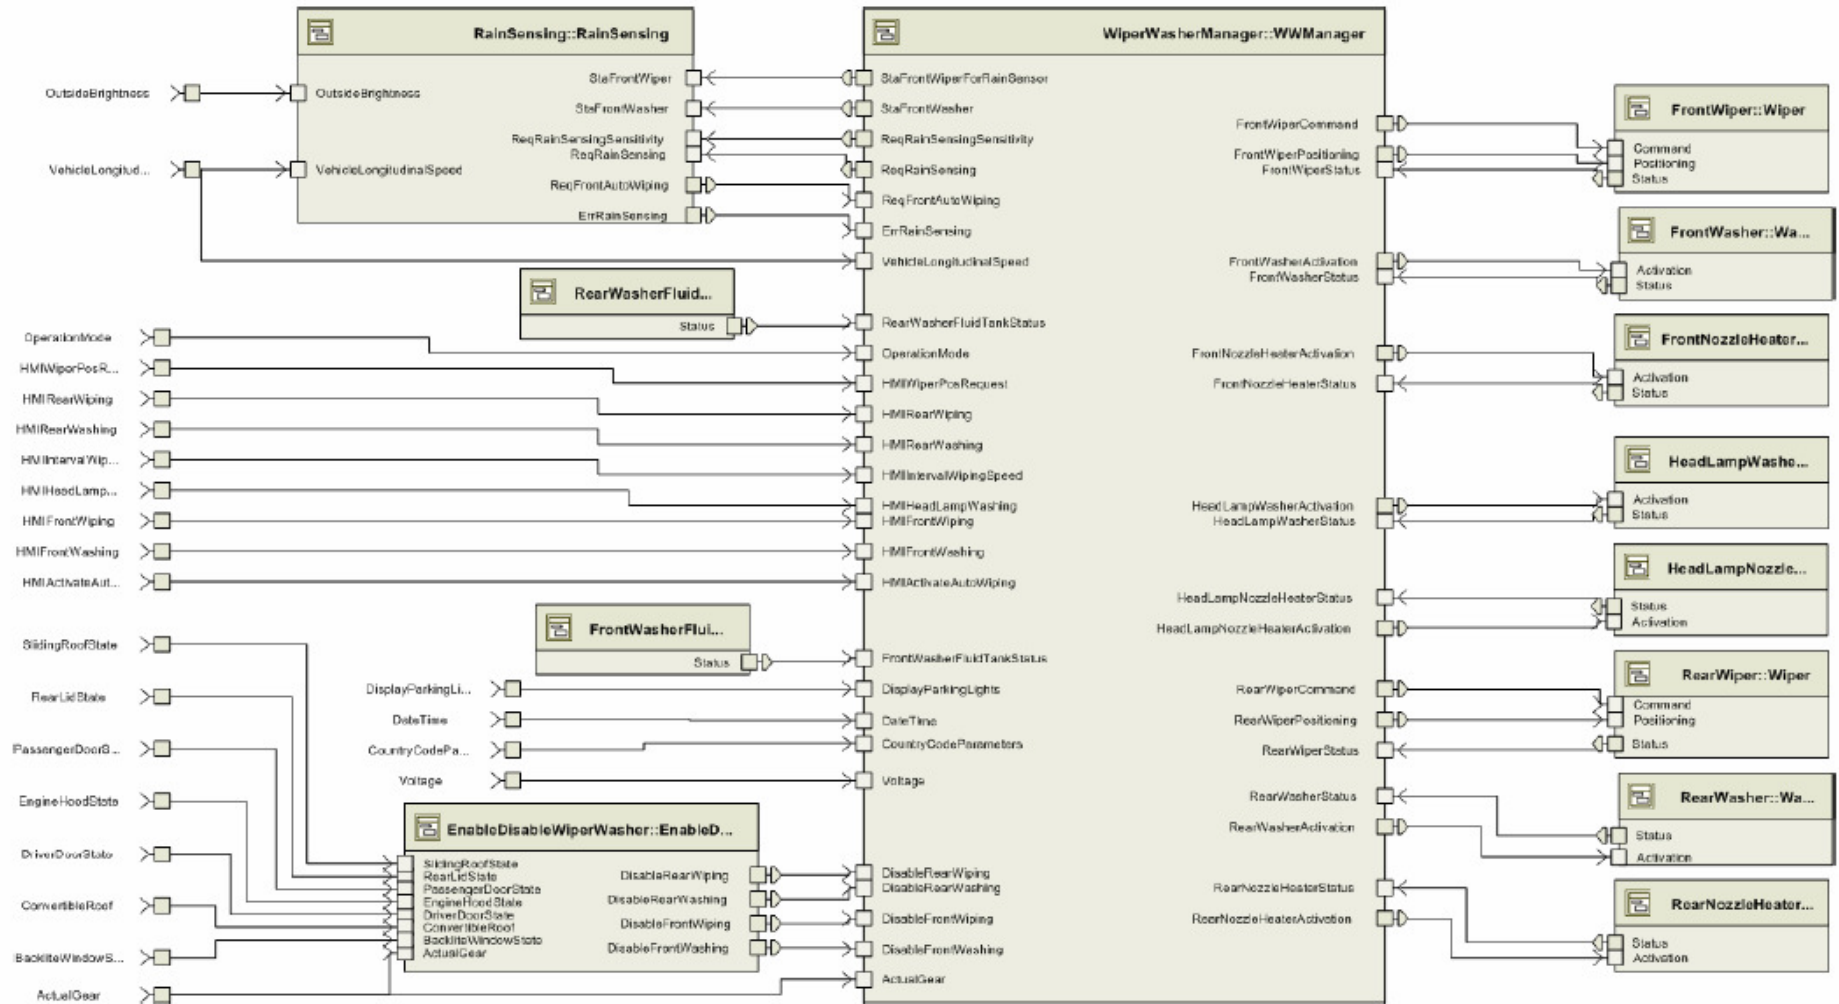 RainSensing::RainSensing
StaFrontWiper
OutsideBrightness
OutsideBrightness
StaFrontWasher
ReqRainSensingSensitivity
ReqRainSensing
VehicleLongitud...
VehicleLongitudinalSpeed
ReqFrontAutoWiping
ErrRainSensing
RearWasherFluid...
Status
OperationMode
HMIWiperPosR...
HMIRearWiping
HMIRearWashing
HMIIntervalWip...
HMIHeadLamp...
HMIFrontWiping
HMIFrontWashing
HMIActivateAut...
FrontWasherFlui...
Status
SlidingRoofState
RearLidState
PassengerDoorS...
EngineHoodState
DriverDoorState
ConvertibleRoof
BackliteWindowS...
ActualGear
DisplayParkingLi...
DateTime
CountryCodePa...
Voltage
EnableDisableWiperWasher::EnableD...
SlidingRoofState
RearLidState
PassengerDoorState
EngineHoodState
DriverDoorState
ConvertibleRoof
BackliteWindowState
ActualGear
DisableRearWiping
DisableRearWashing
DisableFrontWiping
DisableFrontWashing
WiperWasherManager::WWManager
StaFrontWiperForRainSensor
StaFrontWasher
ReqRainSensingSensitivity
ReqRainSensing
ReqFrontAutoWiping
ErrRainSensing
VehicleLongitudinalSpeed
RearWasherFluidTankStatus
OperationMode
HMIWiperPosRequest
HMIRearWiping
HMIRearWashing
HMIIntervalWipingSpeed
HMIHeadLampWashing
HMIFrontWiping
HMIFrontWashing
HMIActivateAutoWiping
FrontWasherFluidTankStatus
DisplayParkingLights
DateTime
CountryCodeParameters
Voltage
DisableRearWiping
DisableRearWashing
DisableFrontWiping
DisableFrontWashing
ActualGear
FrontWiperCommand
FrontWiperPositioning
FrontWiperStatus
FrontWasherActivation
FrontWasherStatus
FrontNozzleHeaterActivation
FrontNozzleHeaterStatus
HeadLampWasherActivation
HeadLampWasherStatus
HeadLampNozzleHeaterStatus
HeadLampNozzleHeaterActivation
RearWiperCommand
RearWiperPositioning
RearWiperStatus
RearWasherStatus
RearWasherActivation
RearNozzleHeaterStatus
RearNozzleHeaterActivation
FrontWiper::Wiper
Command
Positioning
Status
FrontWasher::Wa...
Activation
Status
FrontNozzleHeater...
Activation
Status
HeadLampWashe...
Activation
Status
HeadLampNozzle...
Status
Activation
RearWiper::Wiper
Command
Positioning
Status
RearWasher::Wa...
Status
Activation
RearNozzleHeater...
Status
Activation